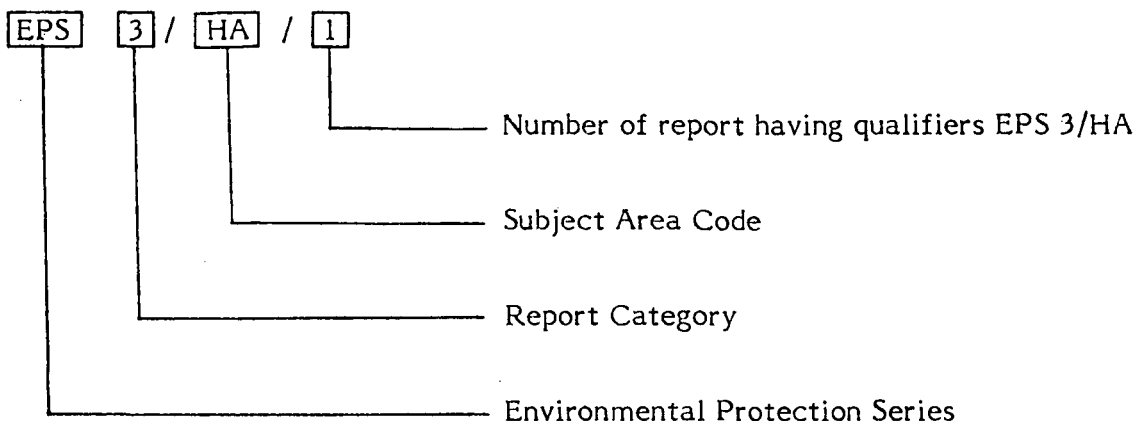 EPS 3 / HA / 1
Number of report having qualifiers EPS 3/HA
Subject Area Code
Report Category
Environmental Protection Series